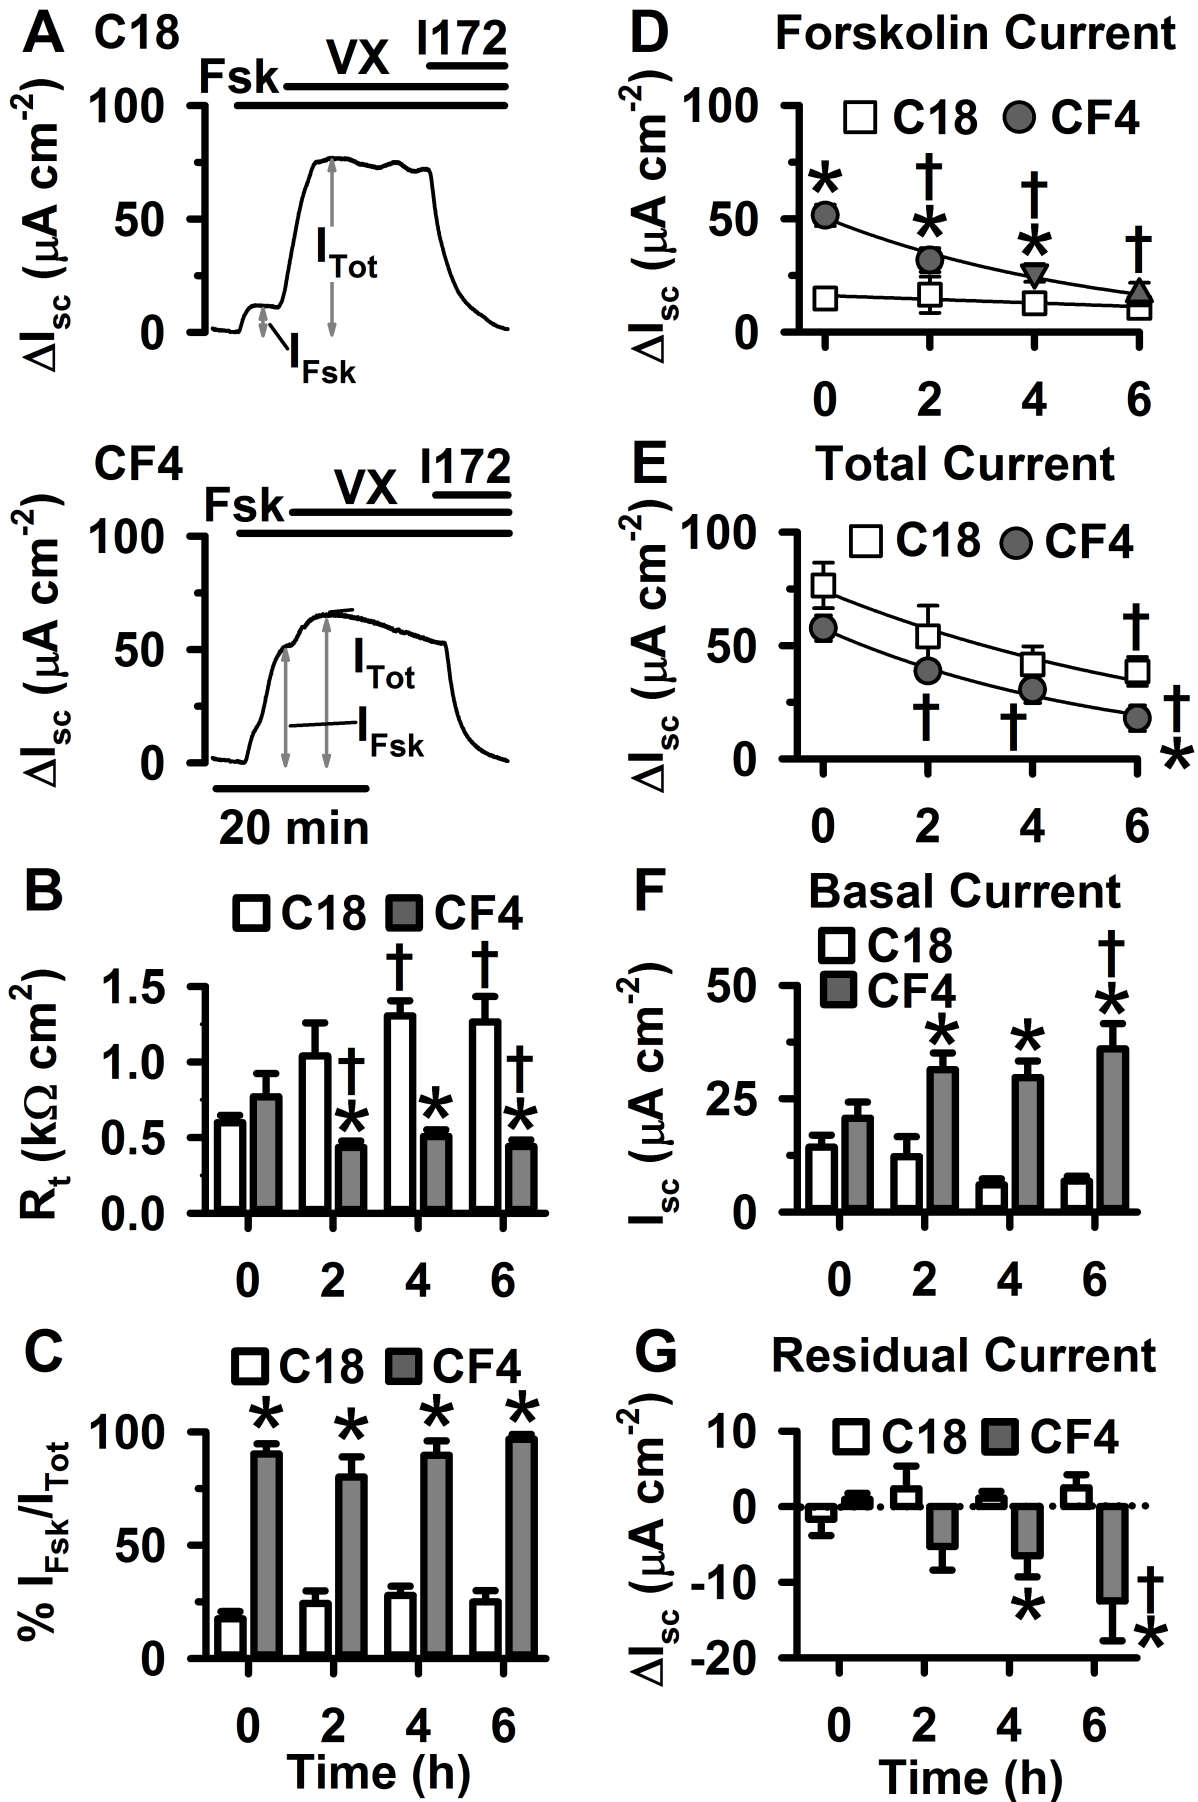 A C18
Fsk VX I172
ΔIsc (μA cm-2)
100
50
0
ITot
IFsk
CF4
Fsk VX I172
ΔIsc (μA cm-2)
100
50
0
ITot
IFsk
20 min
B
C18 CF4
Rt (kΩ cm2)
1.5
1.0
0.5
0.0
† †
† †
* * *
0 2 4 6
C
C18 CF4
% IFsk/ITot
100
50
0
* * * *
0 2 4 6
Time (h)
D Forskolin Current
C18 CF4
ΔIsc (μA cm-2)
100
50
0
† † †
* * *
0 2 4 6
E Total Current
C18 CF4
ΔIsc (μA cm-2)
100
50
0
†
† † †
*
0 2 4 6
F Basal Current
C18
CF4
Isc (μA cm-2)
50
25
0
†
* * *
0 2 4 6
G Residual Current
C18 CF4
ΔIsc (μA cm-2)
10
0
-10
-20
†
* *
0 2 4 6
Time (h)